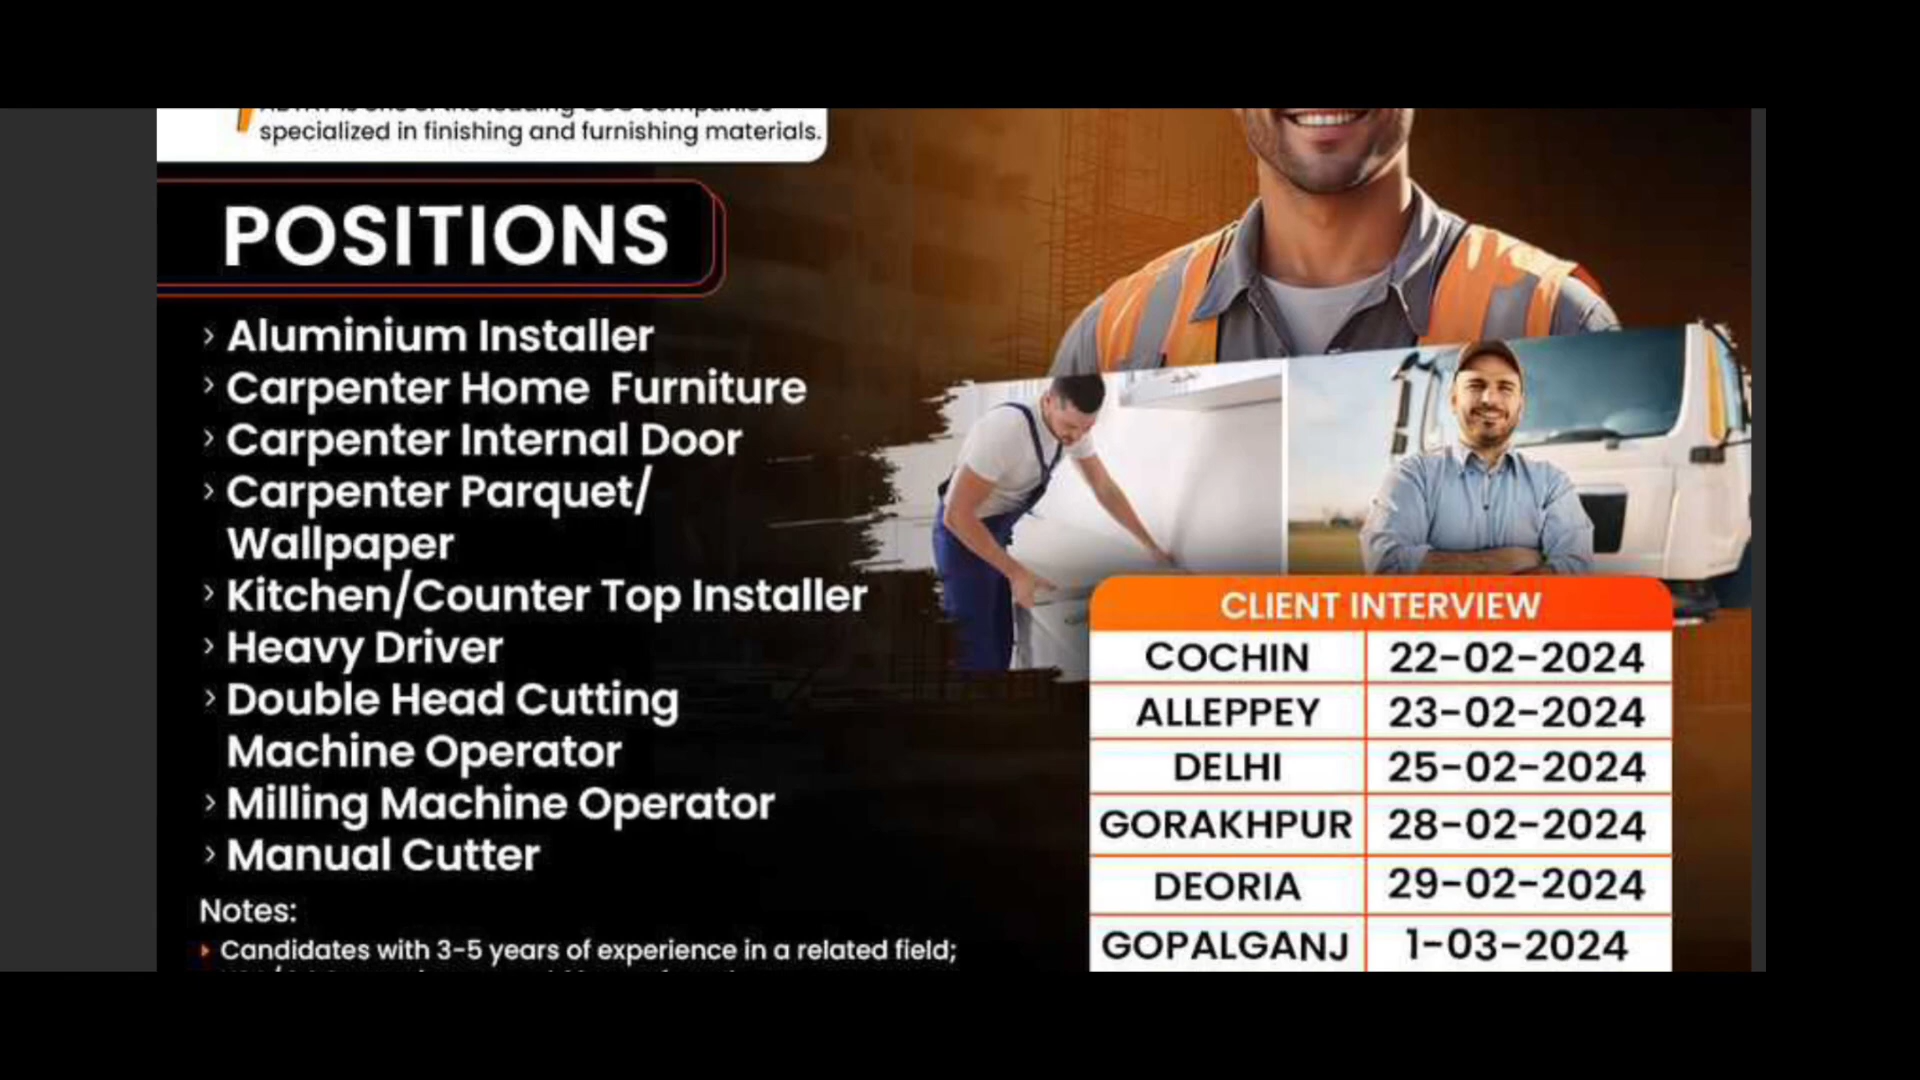 specialized in finishing and furnishing materials.
POSITIONS
› Aluminium Installer
› Carpenter Home Furniture
› Carpenter Internal Door
› Carpenter Parquet/
Wallpaper
› Kitchen/Counter Top Installer
› Heavy Driver
› Double Head Cutting
Machine Operator
› Milling Machine Operator
› Manual Cutter
Notes:
Candidates with 3-5 years of experience in a related field;
CLIENT INTERVIEW
COCHIN 22-02-2024
ALLEPPEY 23-02-2024
DELHI 25-02-2024
GORAKHPUR 28-02-2024
DEORIA 29-02-2024
GOPALGANJ 1-03-2024